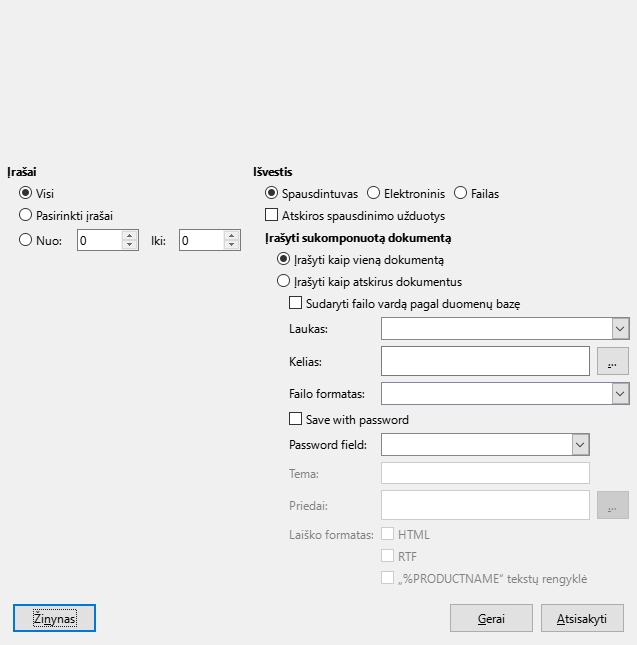 Įrašai
Visi
Pasirinkti įrašai
Nuo: 0 Iki: 0
Išvestis
Spausdintuvas Elektroninis Failas
Atskiros spausdinimo užduotys
Įrašyti sukomponuotą dokumentą
Įrašyti kaip vieną dokumentą
Įrašyti kaip atskirus dokumentus
Sudaryti failo vardą pagal duomenų bazę
Laukas:
Kelias: ...
Failo formatas:
Save with password
Password field:
Tema:
Priedai: ...
Laiško formatas: HTML
RTF
„%PRODUCTNAME“ tekstų rengyklė
Žinynas Gerai Atsisakyti